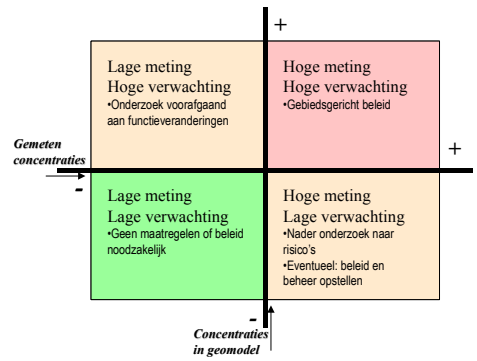 +
Lage meting
Hoge verwachting
•Onderzoek voorafgaand
aan functieveranderingen
Hoge meting
Hoge verwachting
•Gebiedsgericht beleid
Gemeten
concentraties
-
+
Lage meting
Lage verwachting
•Geen maatregelen of beleid
noodzakelijk
Hoge meting
Lage verwachting
•Nader onderzoek naar
risico's
•Eventueel: beleid en
beheer opstellen
-
Concentraties
in geomodel